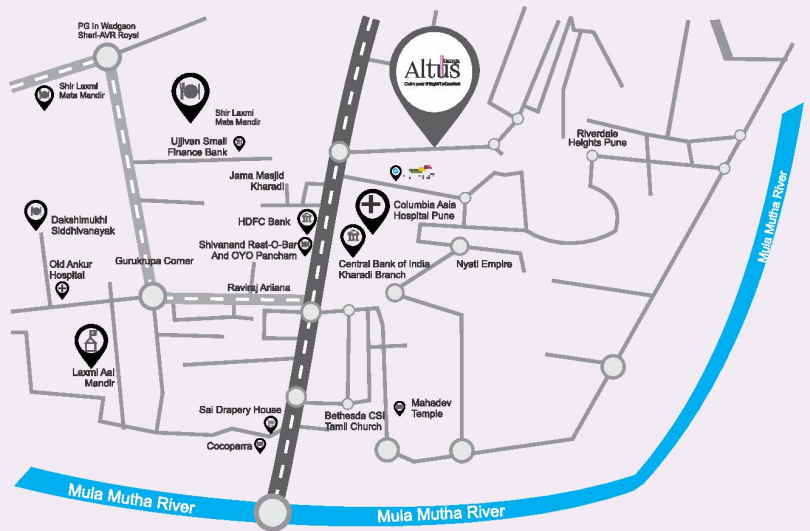 PG In Wadgaon
Sheri-AVR Royal
Shir Laxmi
Mata Mandir
Shir Laxmi
Mata Mandir
Ujjivan Small
Finance Bank
Altus
Riverdale
Heights Pune
Jama Masjid
Kharadi
HDFC Bank
Columbia Asia
Hospital Pune
Dakshimukhi
Siddhivanayak
Shivanand Rest-O-Bar
And OYO Pancham
Central Bank of India
Kharadi Branch
Nyati Empire
Old Ankur
Hospital
Gurukrupa Corner
Raviraj Ariiana
Laxmi Aai
Mandir
Sai Drapery House
Cocoparra
Bethesda CSI
Tamil Church
Mahadev
Temple
Mula Mutha River
Mula Mutha River
Mula Mutha River